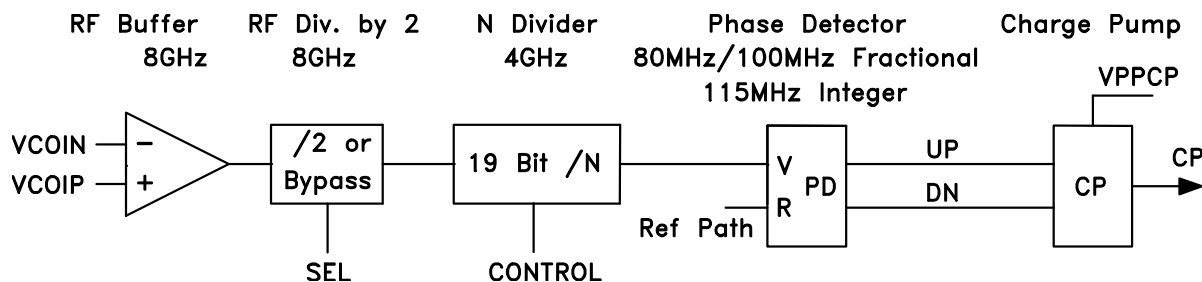 RF Buffer
8GHz
RF Div. by 2
8GHz
N Divider
4GHz
Phase Detector
80MHz/100MHz Fractional
115MHz Integer
Charge Pump
VPPCP
VCOIN
VCOIP
−
+
/2 or
Bypass
SEL
19 Bit /N
CONTROL
Ref Path
V
R
PD
UP
DN
CP
CP